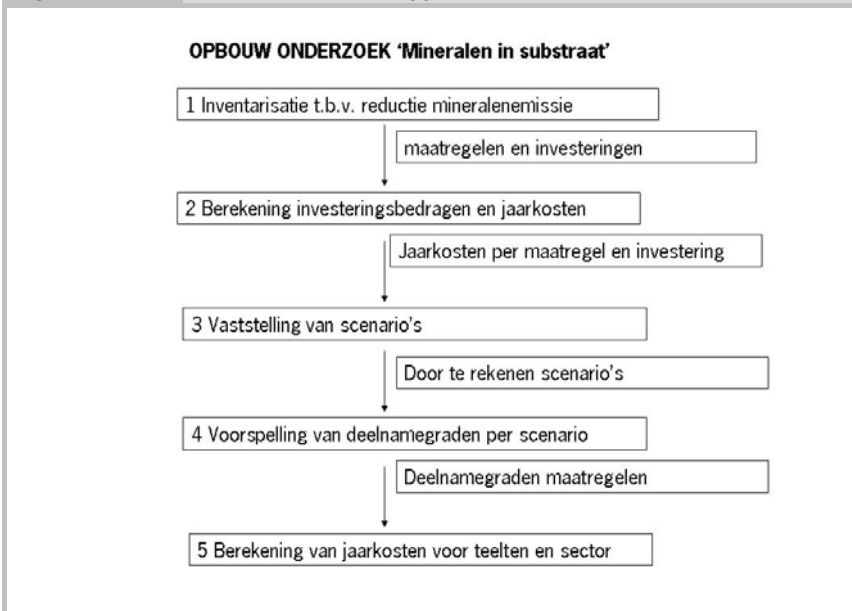 OPBOUW ONDERZOEK ‘Mineralen in substraat’
1 Inventarisatie t.b.v. reductie mineralenemissie
maatregelen en investeringen
2 Berekening investeringsbedragen en jaarkosten
Jaarkosten per maatregel en investering
3 Vaststelling van scenario's
Door te rekenen scenario's
4 Voorspelling van deelnamegraden per scenario
Deelnamegraden maatregelen
5 Berekening van jaarkosten voor teelten en sector